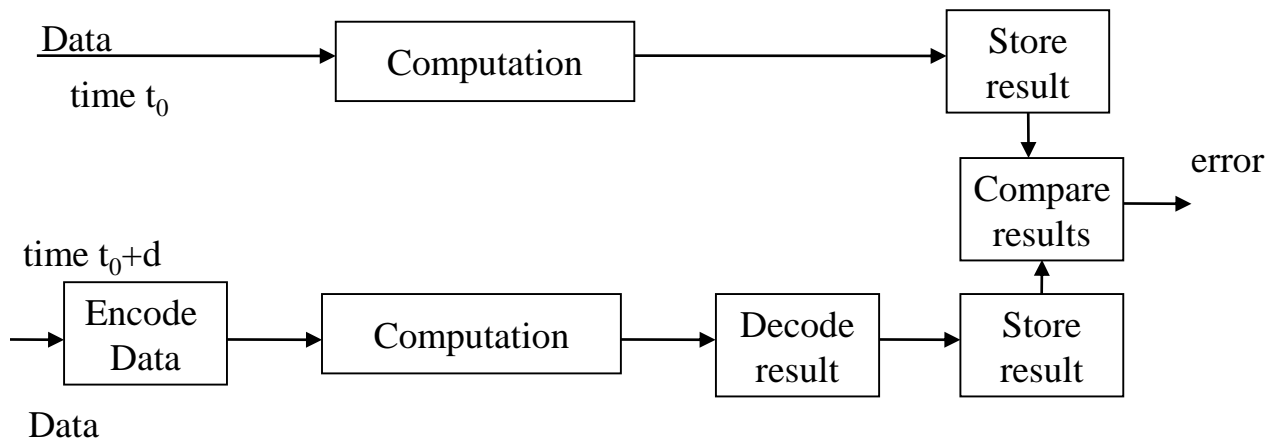 Data
time t₀
Computation
Store
result
Compare
results
error
time t₀+d
Encode
Data
Computation
Decode
result
Store
result
Data